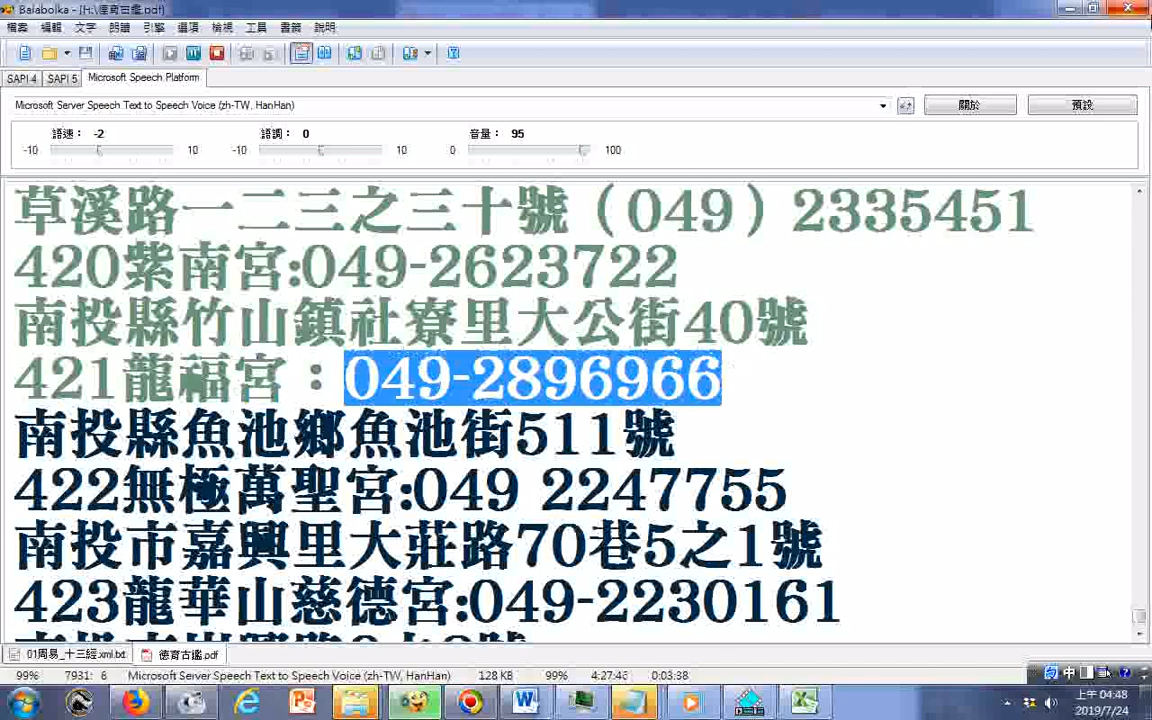 Balabolka - [H:\德育古鑑.pdf]
檔案 編輯 文字 朗讀 引擎 選項 檢視 工具 書籤 說明
SAPI 4 SAPI 5 Microsoft Speech Platform
Microsoft Server Speech Text to Speech Voice (zh-TW, HanHan) 關於 預設
語速： -2 語調： 0 音量： 95
-10 10 -10 10 0 100
草溪路一二三之三十號（049）2335451
420紫南宮:049-2623722
南投縣竹山鎮社寮里大公街40號
421龍福宮：049-2896966
南投縣魚池鄉魚池街511號
422無極萬聖宮:049 2247755
南投市嘉興里大莊路70巷5之1號
423龍華山慈德宮:049-2230161
01周易_十三經.xml.txt 德育古鑑.pdf
99% 7931: 6 Microsoft Server Speech Text to Speech Voice (zh-TW, HanHan) 128 KB 99% 4:27:43 0:03:38
中
上午 04:48
2019/7/24